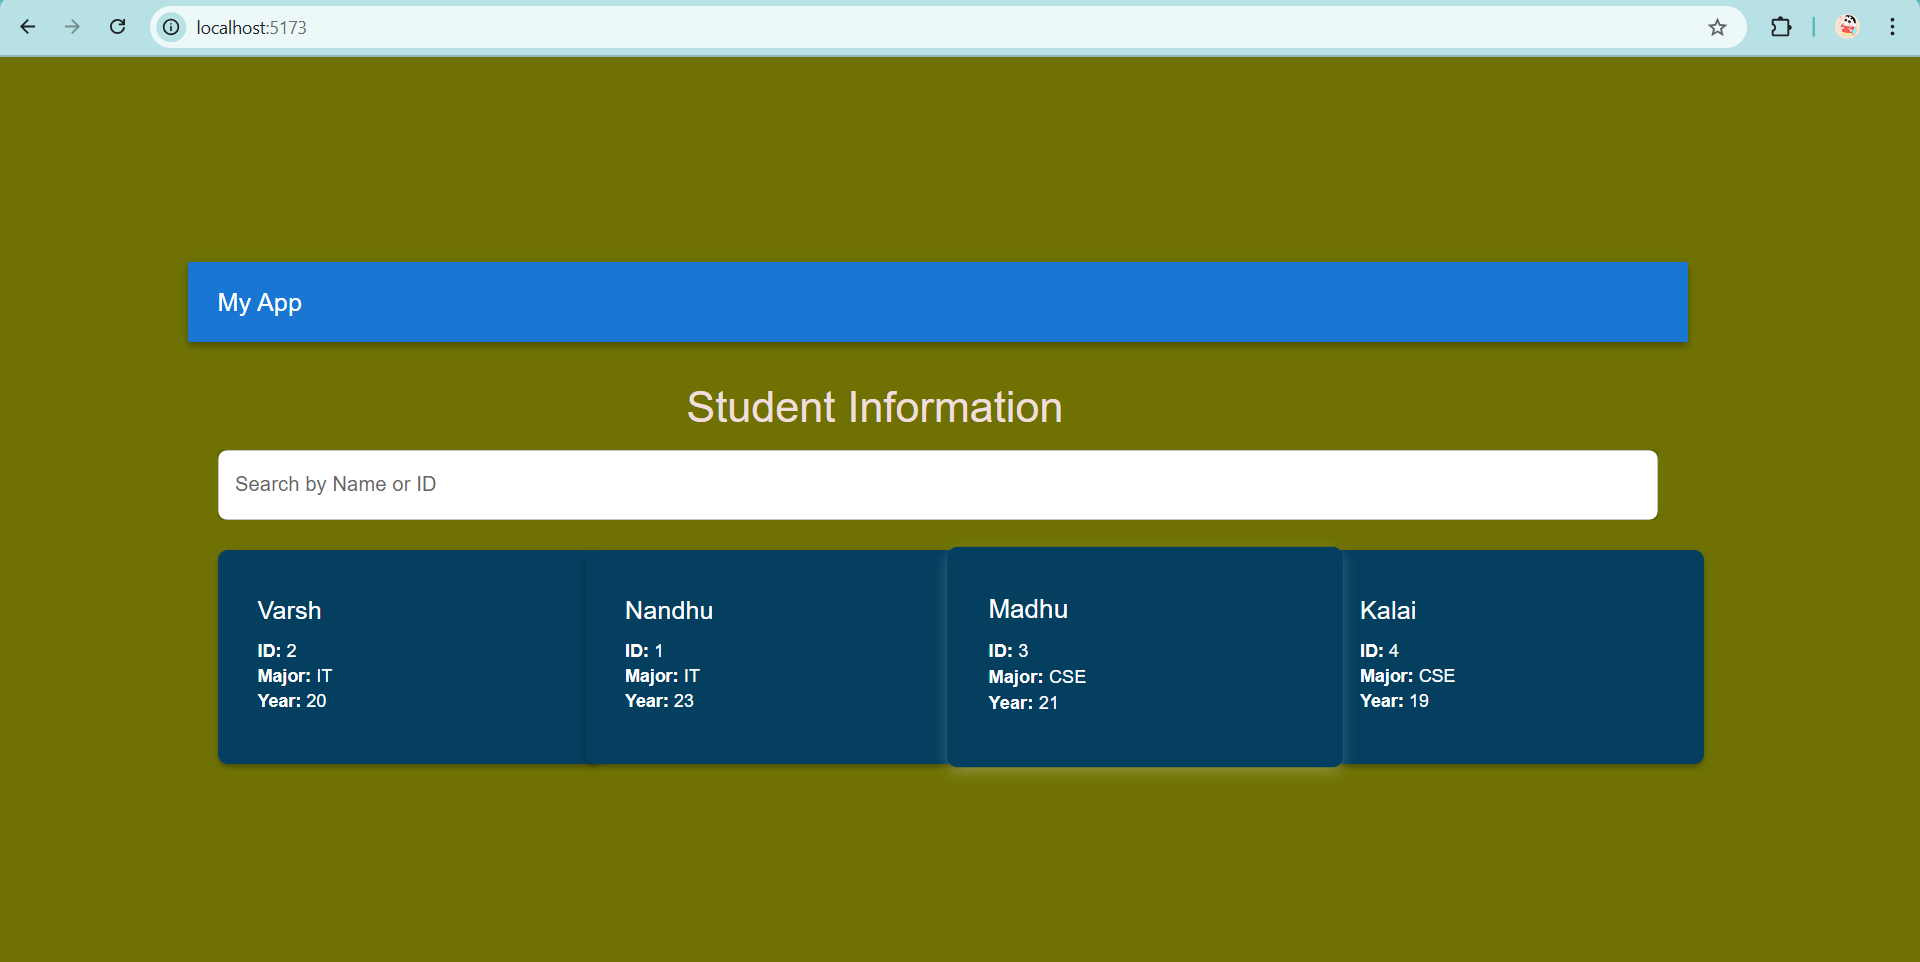 localhost:5173
My App
Student Information
Search by Name or ID
Varsh
ID: 2
Major: IT
Year: 20
Nandhu
ID: 1
Major: IT
Year: 23
Madhu
ID: 3
Major: CSE
Year: 21
Kalai
ID: 4
Major: CSE
Year: 19